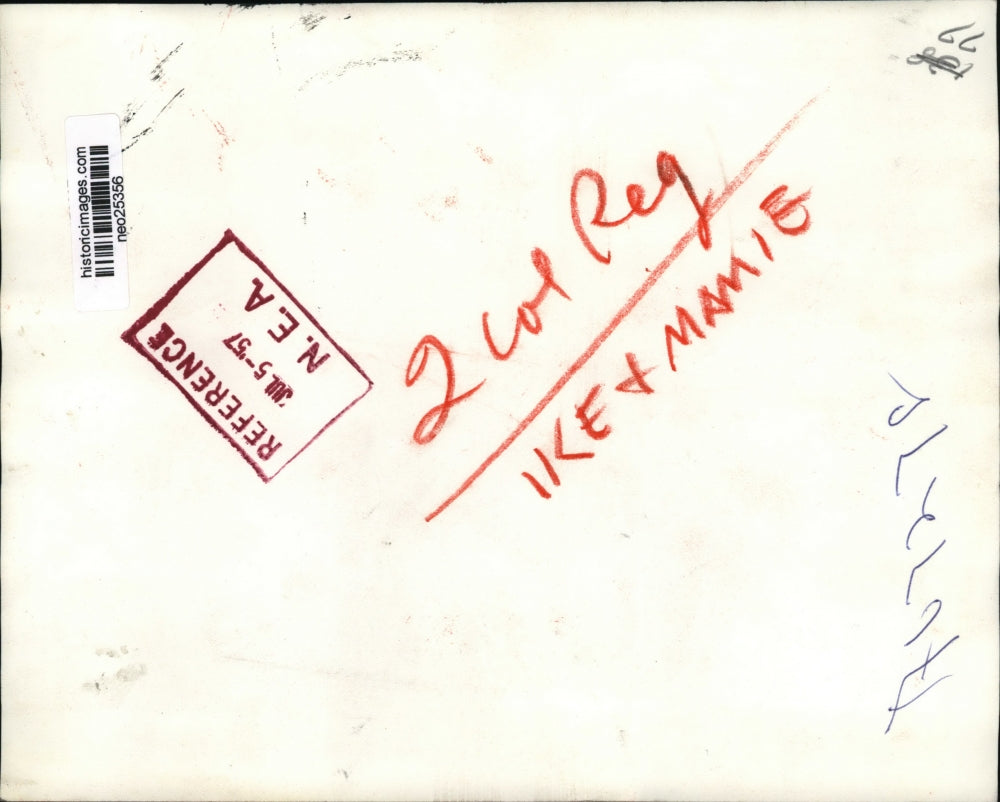 historicimages.com
neo25356
REFERENCE
JUL 5-'57
N. E. A.
2 Col Reg
IKE & MAMIE